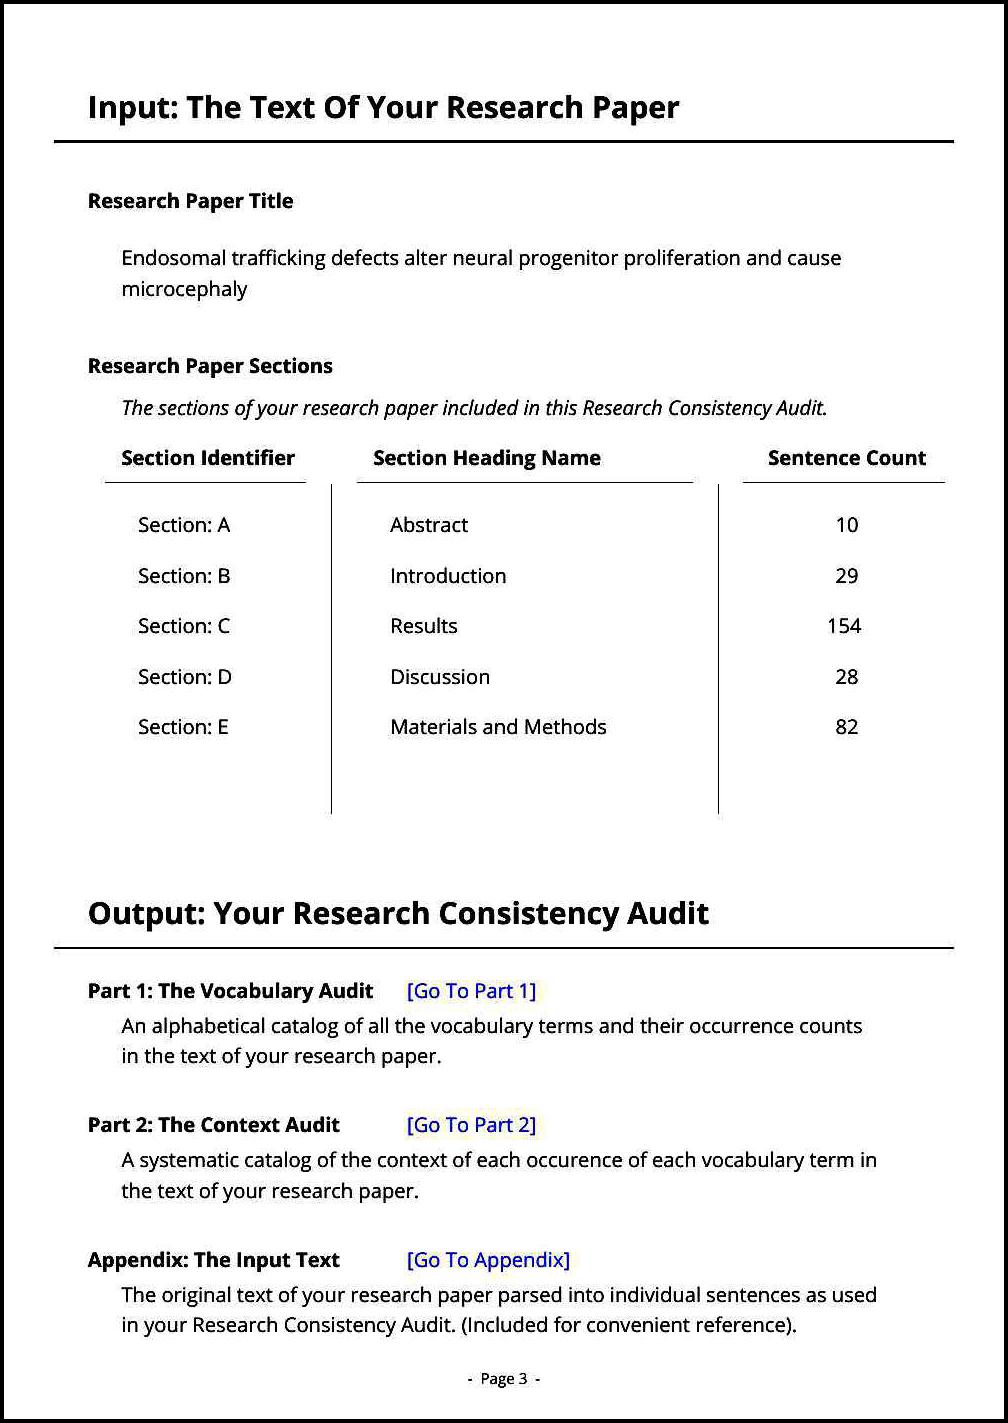 Input: The Text Of Your Research Paper
Research Paper Title
Endosomal trafficking defects alter neural progenitor proliferation and cause
microcephaly
Research Paper Sections
The sections of your research paper included in this Research Consistency Audit.
Section Identifier Section Heading Name Sentence Count
Section: A Abstract 10
Section: B Introduction 29
Section: C Results 154
Section: D Discussion 28
Section: E Materials and Methods 82
Output: Your Research Consistency Audit
Part 1: The Vocabulary Audit [Go To Part 1]
An alphabetical catalog of all the vocabulary terms and their occurrence counts
in the text of your research paper.
Part 2: The Context Audit [Go To Part 2]
A systematic catalog of the context of each occurence of each vocabulary term in
the text of your research paper.
Appendix: The Input Text [Go To Appendix]
The original text of your research paper parsed into individual sentences as used
in your Research Consistency Audit. (Included for convenient reference).
- Page 3 -